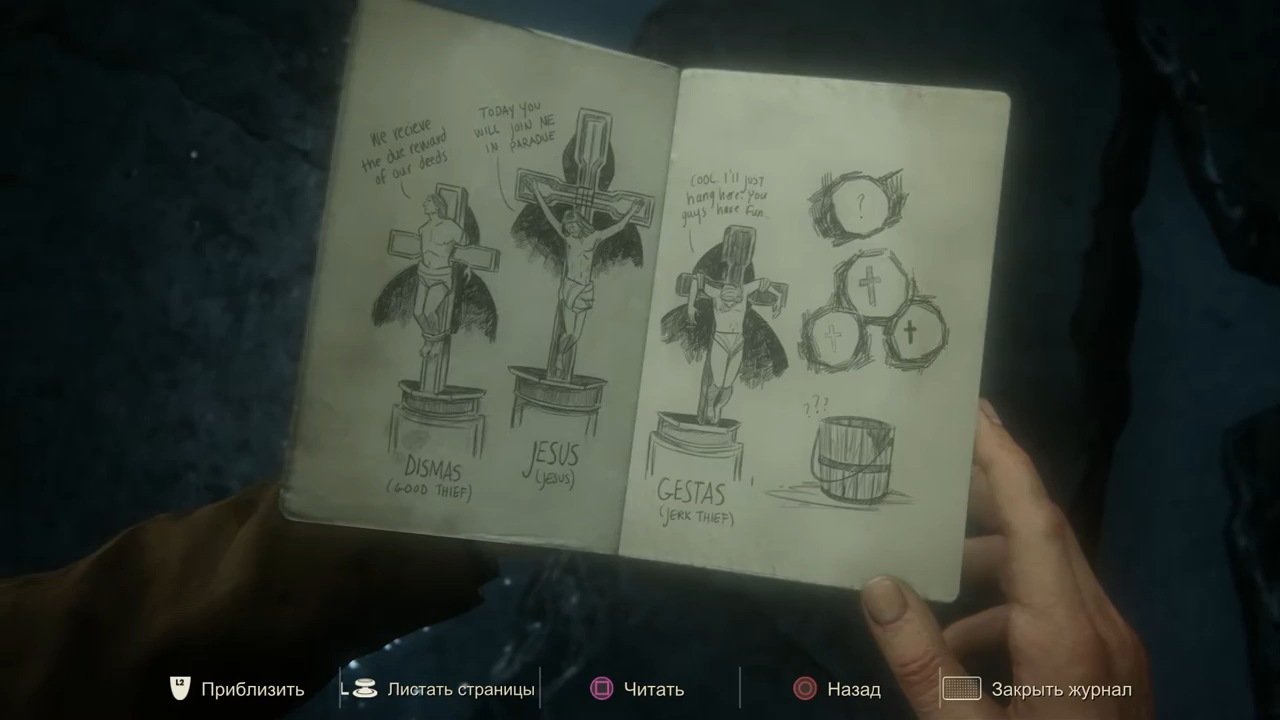 We recieve
the due reward
of our deeds
TODAY YOU
WILL JOIN ME
IN PARADISE
DISMAS
(GOOD THIEF)
JESUS
(JESUS)
COOL. I'll just
hang here. You
guys have fun.
GESTAS
(JERK THIEF)
?
???
L2 Приблизить
L Листать страницы
Читать
Назад
Закрыть журнал